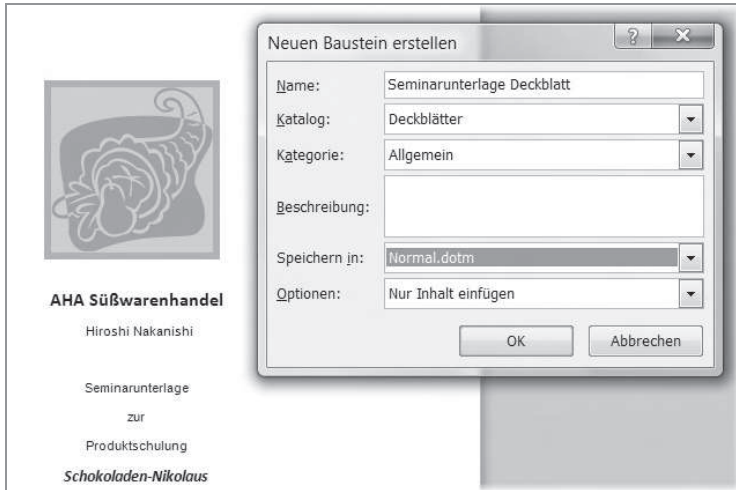 Neuen Baustein erstellen
Name: Seminarunterlage Deckblatt
Katalog: Deckblätter
Kategorie: Allgemein
Beschreibung:
Speichern in: Normal.dotm
Optionen: Nur Inhalt einfügen
OK Abbrechen
AHA Süßwarenhandel
Hiroshi Nakanishi
Seminarunterlage
zur
Produktschulung
Schokoladen-Nikolaus